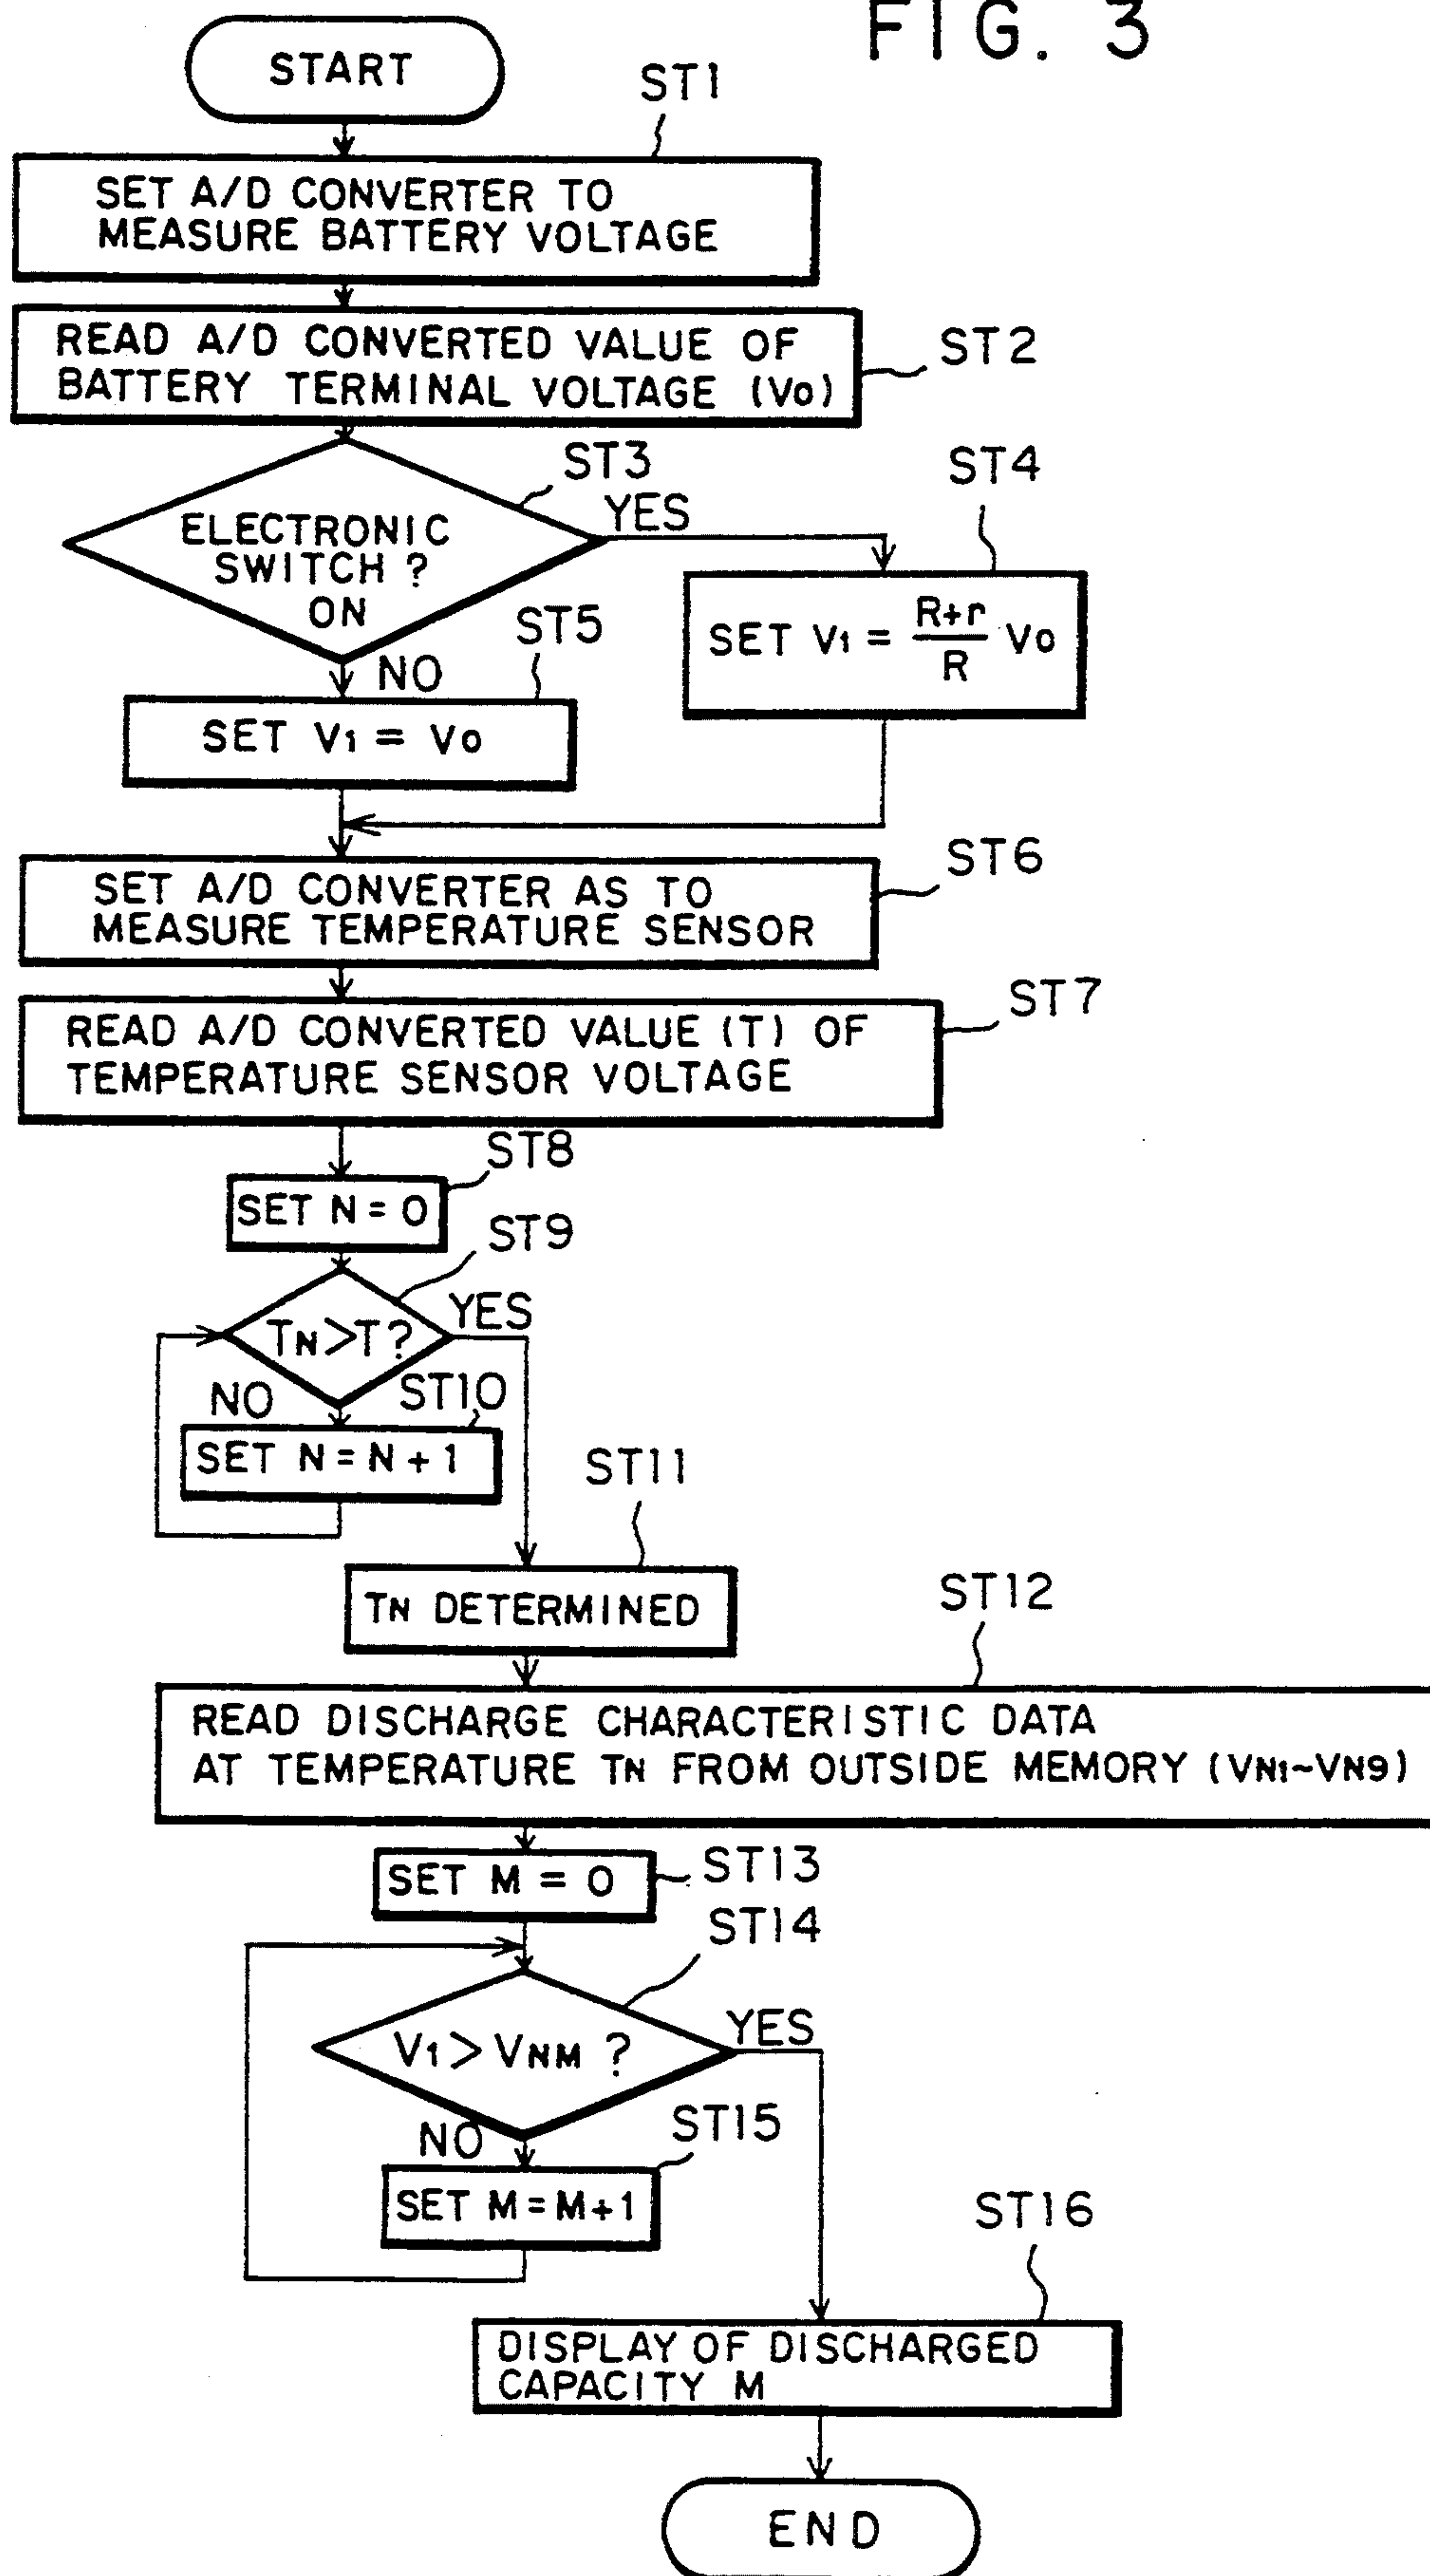 FIG. 3
START
ST1
SET A/D CONVERTER TO
MEASURE BATTERY VOLTAGE
READ A/D CONVERTED VALUE OF
BATTERY TERMINAL VOLTAGE (V0)
ST2
ST3
ELECTRONIC
SWITCH ?
ON
YES
ST4
SET V1 = R+r/R V0
NO
ST5
SET V1 = V0
SET A/D CONVERTER AS TO
MEASURE TEMPERATURE SENSOR
ST6
READ A/D CONVERTED VALUE (T) OF
TEMPERATURE SENSOR VOLTAGE
ST7
ST8
SET N = 0
ST9
TN>T?
YES
NO
ST10
SET N = N + 1
ST11
TN DETERMINED
ST12
READ DISCHARGE CHARACTERISTIC DATA
AT TEMPERATURE TN FROM OUTSIDE MEMORY (VN1~VN9)
SET M = 0
ST13
ST14
V1 > VNM ?
YES
NO
ST15
SET M = M+1
ST16
DISPLAY OF DISCHARGED
CAPACITY M
END